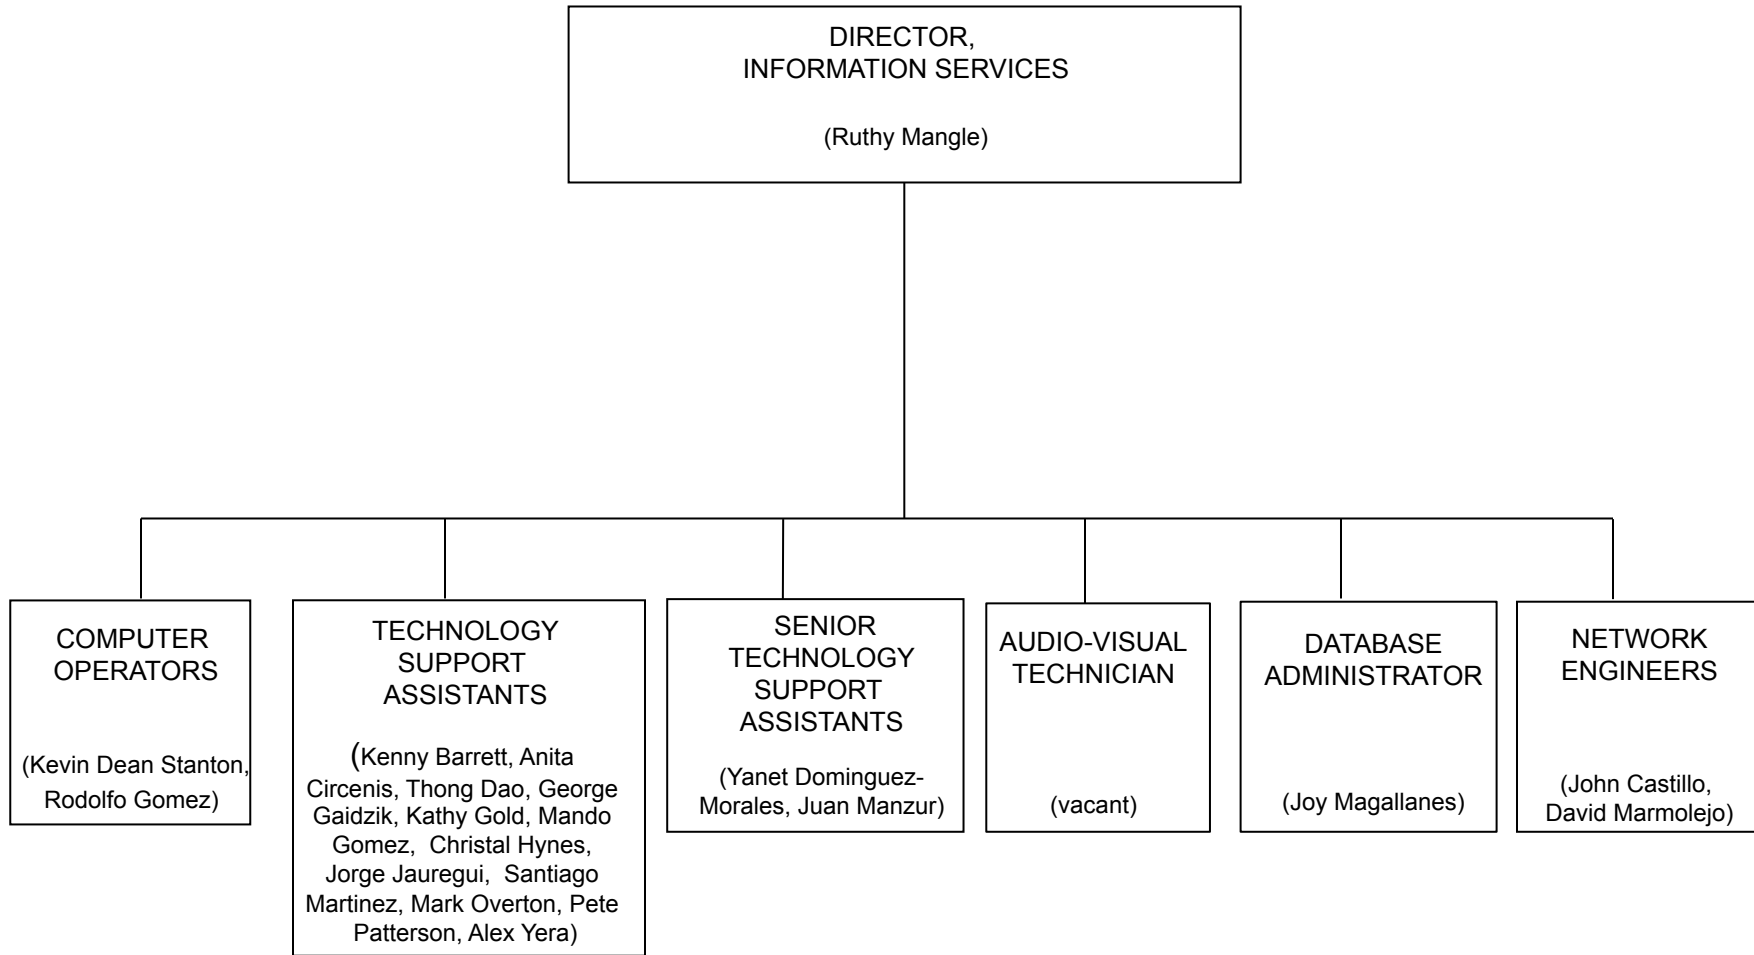 DIRECTOR,
INFORMATION SERVICES
(Ruthy Mangle)
COMPUTER
OPERATORS
(Kevin Dean Stanton,
Rodolfo Gomez)
TECHNOLOGY
SUPPORT
ASSISTANTS
(Kenny Barrett, Anita
Circenis, Thong Dao, George
Gaidzik, Kathy Gold, Mando
Gomez, Christal Hynes,
Jorge Jauregui, Santiago
Martinez, Mark Overton, Pete
Patterson, Alex Yera)
SENIOR
TECHNOLOGY
SUPPORT
ASSISTANTS
(Yanet Dominguez-
Morales, Juan Manzur)
AUDIO-VISUAL
TECHNICIAN
(vacant)
DATABASE
ADMINISTRATOR
(Joy Magallanes)
NETWORK
ENGINEERS
(John Castillo,
David Marmolejo)